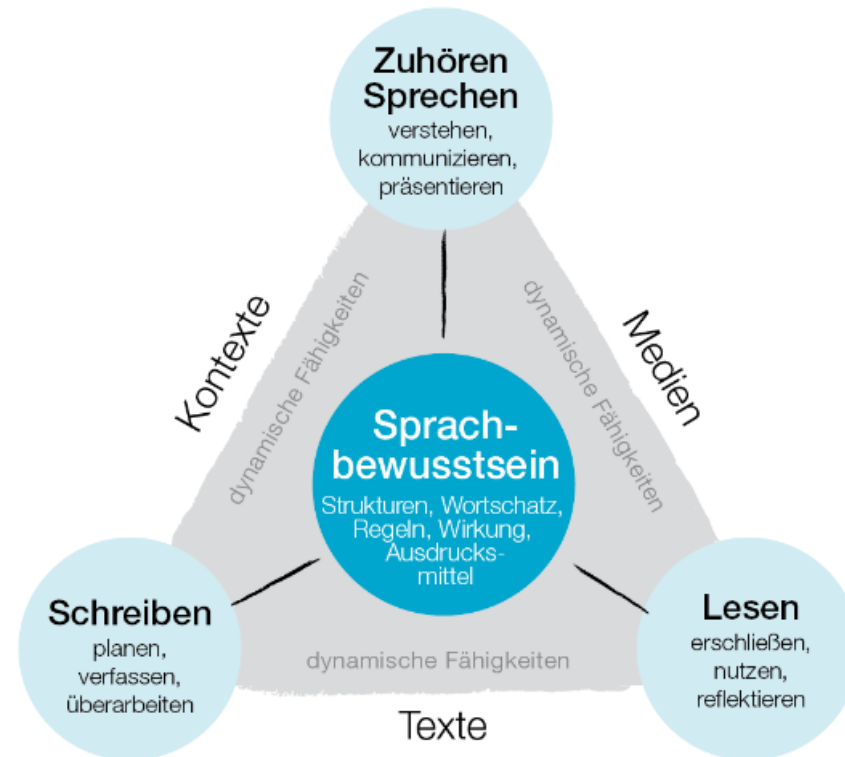 Zuhören
Sprechen
verstehen,
kommunizieren,
präsentieren
Kontexte
dynamische Fähigkeiten
dynamische Fähigkeiten
Medien
Sprach-
bewusstsein
Strukturen, Wortschatz,
Regeln, Wirkung,
Ausdrucks-
mittel
Schreiben
planen,
verfassen,
überarbeiten
dynamische Fähigkeiten
Lesen
erschließen,
nutzen,
reflektieren
Texte